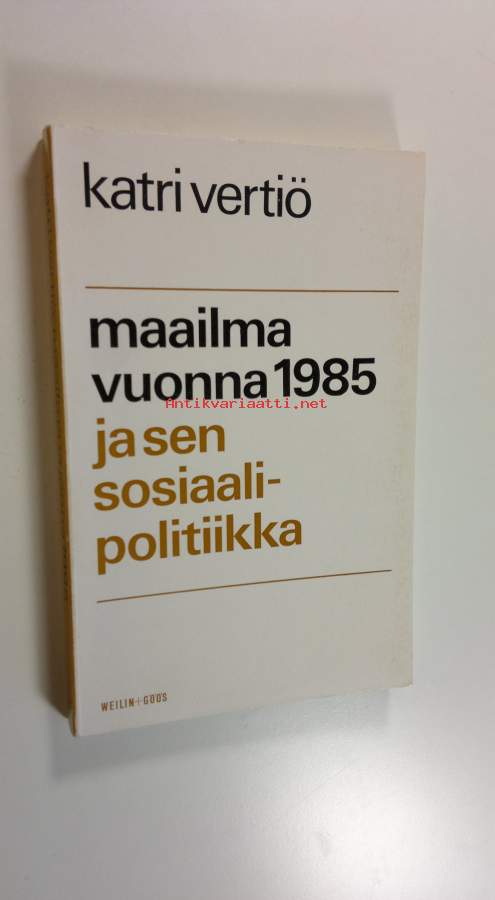 katri vertiö
maailma
vuonna 1985
Antikvariaatti.net
ja sen
sosiaali-
politiikka
WEILIN+GÖÖS